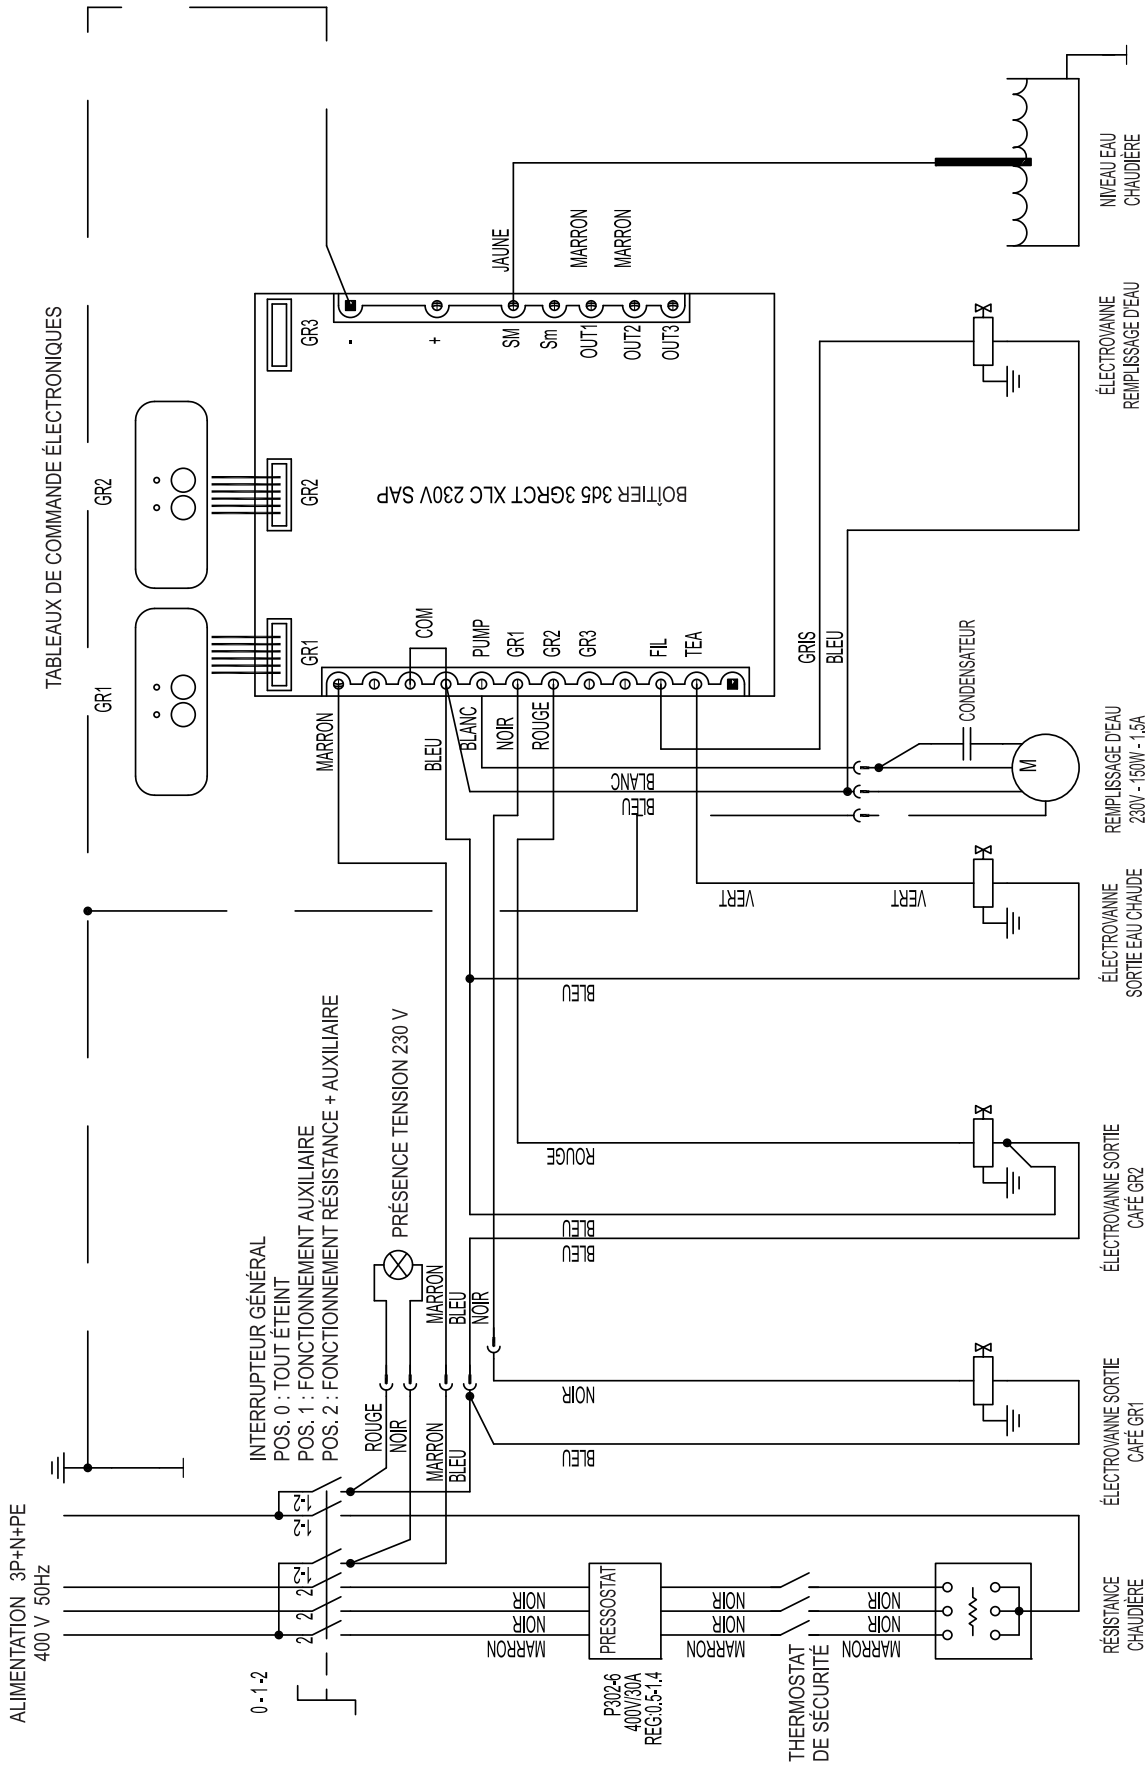 ALIMENTATION 3P+N+PE
400 V 50Hz
TABLEAUX DE COMMANDE ÉLECTRONIQUES
GR1
GR2
GR1
GR2
GR3
BOÎTIER 3d5 3GRCT XLC 230V SAP
-
+
SM
Sm
OUT1
OUT2
OUT3
JAUNE
MARRON
MARRON
COM
PUMP
GR1
GR2
GR3
FIL
TEA
MARRON
BLEU
BLANC
NOIR
ROUGE
GRIS
BLEU
BLANC
BLEU
CONDENSATEUR
M
VERT
VERT
BLEU
INTERRUPTEUR GÉNÉRAL
POS. 0 : TOUT ÉTEINT
POS. 1 : FONCTIONNEMENT AUXILIAIRE
POS. 2 : FONCTIONNEMENT RÉSISTANCE + AUXILIAIRE
PRÉSENCE TENSION 230 V
0-1-2
2
2
2
1-2
1-2
1-2
ROUGE
NOIR
MARRON
BLEU
MARRON
BLEU
NOIR
ROUGE
BLEU
BLEU
NOIR
BLEU
NOIR
NOIR
MARRON
PRESSOSTAT
P302-6
400V/30A
REG:0.5-1.4
NOIR
NOIR
MARRON
THERMOSTAT
DE SÉCURITÉ
NOIR
NOIR
MARRON
RÉSISTANCE
CHAUDIÈRE
ÉLECTROVANNE SORTIE
CAFÉ GR1
ÉLECTROVANNE SORTIE
CAFÉ GR2
ÉLECTROVANNE
SORTIE EAU CHAUDE
REMPLISSAGE D'EAU
230V - 150W - 1.5A
ÉLECTROVANNE
REMPLISSAGE D'EAU
NIVEAU EAU
CHAUDIÈRE